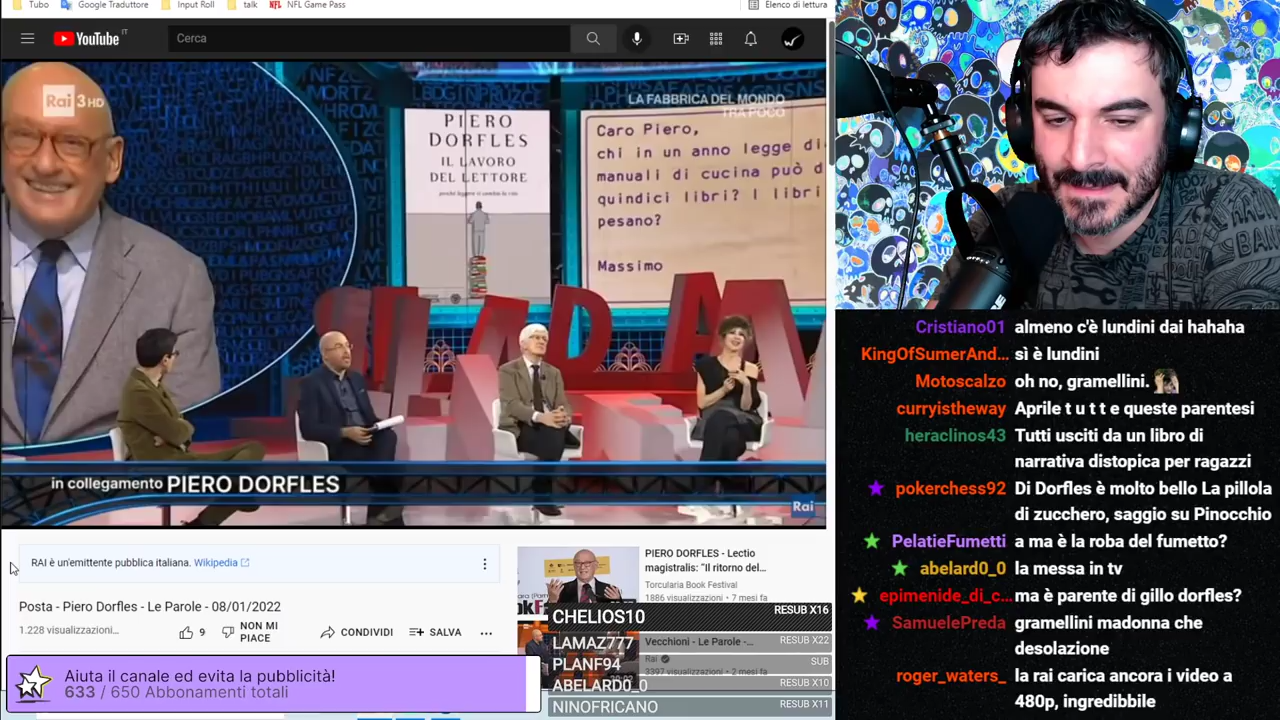 Tubo
Google Traduttore
Input Roll
talk
NFL Game Pass
Elenco di lettura
YouTube IT
Cerca
Rai 3 HD
LA FABBRICA DEL MONDO
TRA POCO
PIERO
DORFLES
IL LAVORO
DEL LETTORE
perché leggere ti cambia la vita
Caro Piero,
chi in un anno legge di
manuali di cucina può d
quindici libri? I libri
pesano?
Massimo
in collegamento PIERO DORFLES
Rai
RAI è un'emittente pubblica italiana. Wikipedia
Posta - Piero Dorfles - Le Parole - 08/01/2022
1.228 visualizzazioni...
9
NON MI
PIACE
CONDIVIDI
SALVA
PIERO DORFLES - Lectio
magistralis: "Il ritorno del...
Torcularia Book Festival
1886 visualizzazioni • 7 mesi fa
Vecchioni - Le Parole -...
Rai
3397 visualizzazioni • 2 mesi fa
CHELIOS10 RESUB X16
LAMAZ777 RESUB X22
PLANF94 SUB
ABELARD0_0 RESUB X10
NINOFRICANO RESUB X11
Aiuta il canale ed evita la pubblicità!
633 / 650 Abbonamenti totali
Cristiano01 almeno c'è lundini dai hahaha
KingOfSumerAnd... sì è lundini
Motoscalzo oh no, gramellini.
curryistheway Aprile t u t t e queste parentesi
heraclinos43 Tutti usciti da un libro di
narrativa distopica per ragazzi
pokerchess92 Di Dorfles è molto bello La pillola
di zucchero, saggio su Pinocchio
PelatieFumetti a ma è la roba del fumetto?
abelard0_0 la messa in tv
epimenide_di_c... ma è parente di gillo dorfles?
SamuelePreda gramellini madonna che
desolazione
roger_waters_ la rai carica ancora i video a
480p, ingredibbile